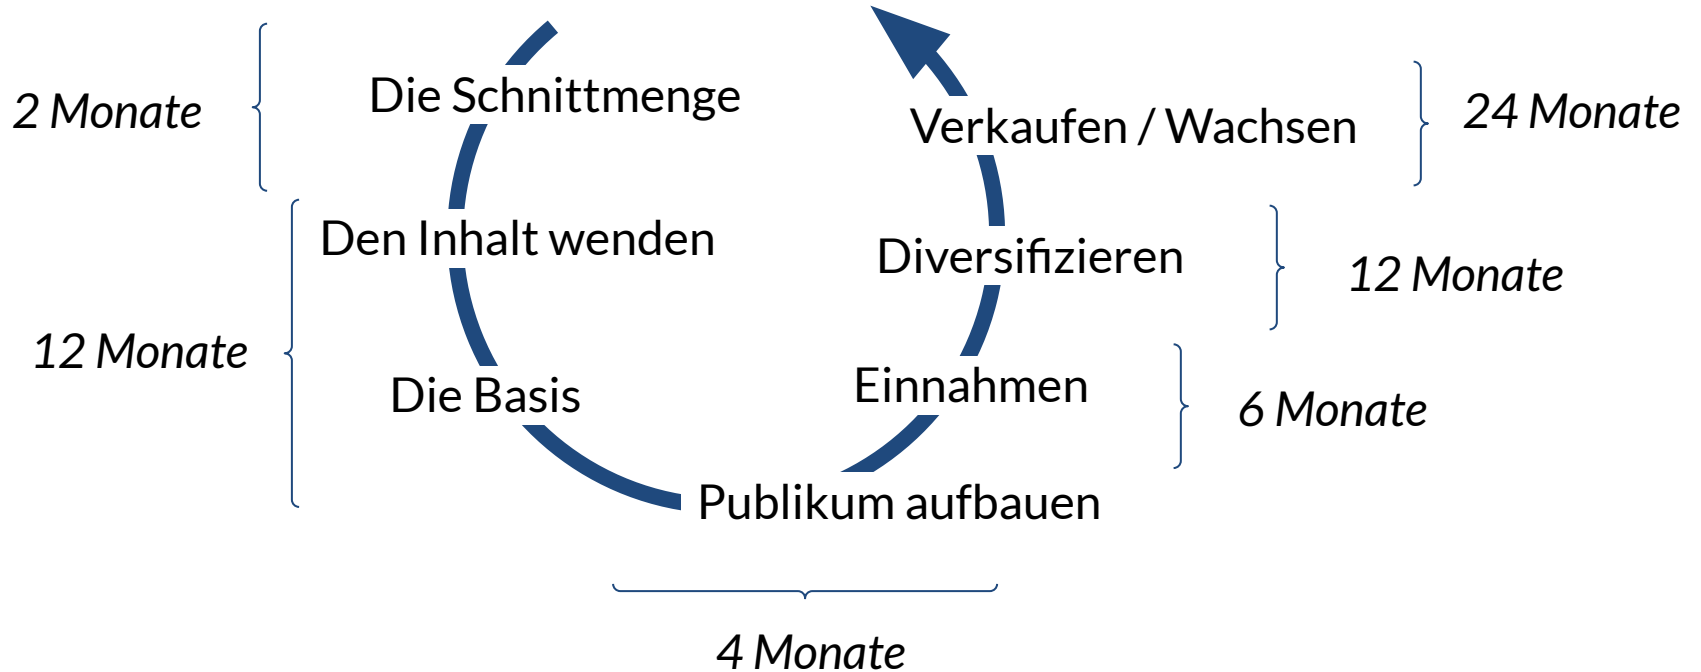 Die Schnittmenge
2 Monate
Den Inhalt wenden
Die Basis
12 Monate
Publikum aufbauen
4 Monate
Einnahmen
6 Monate
Diversifizieren
12 Monate
Verkaufen / Wachsen
24 Monate